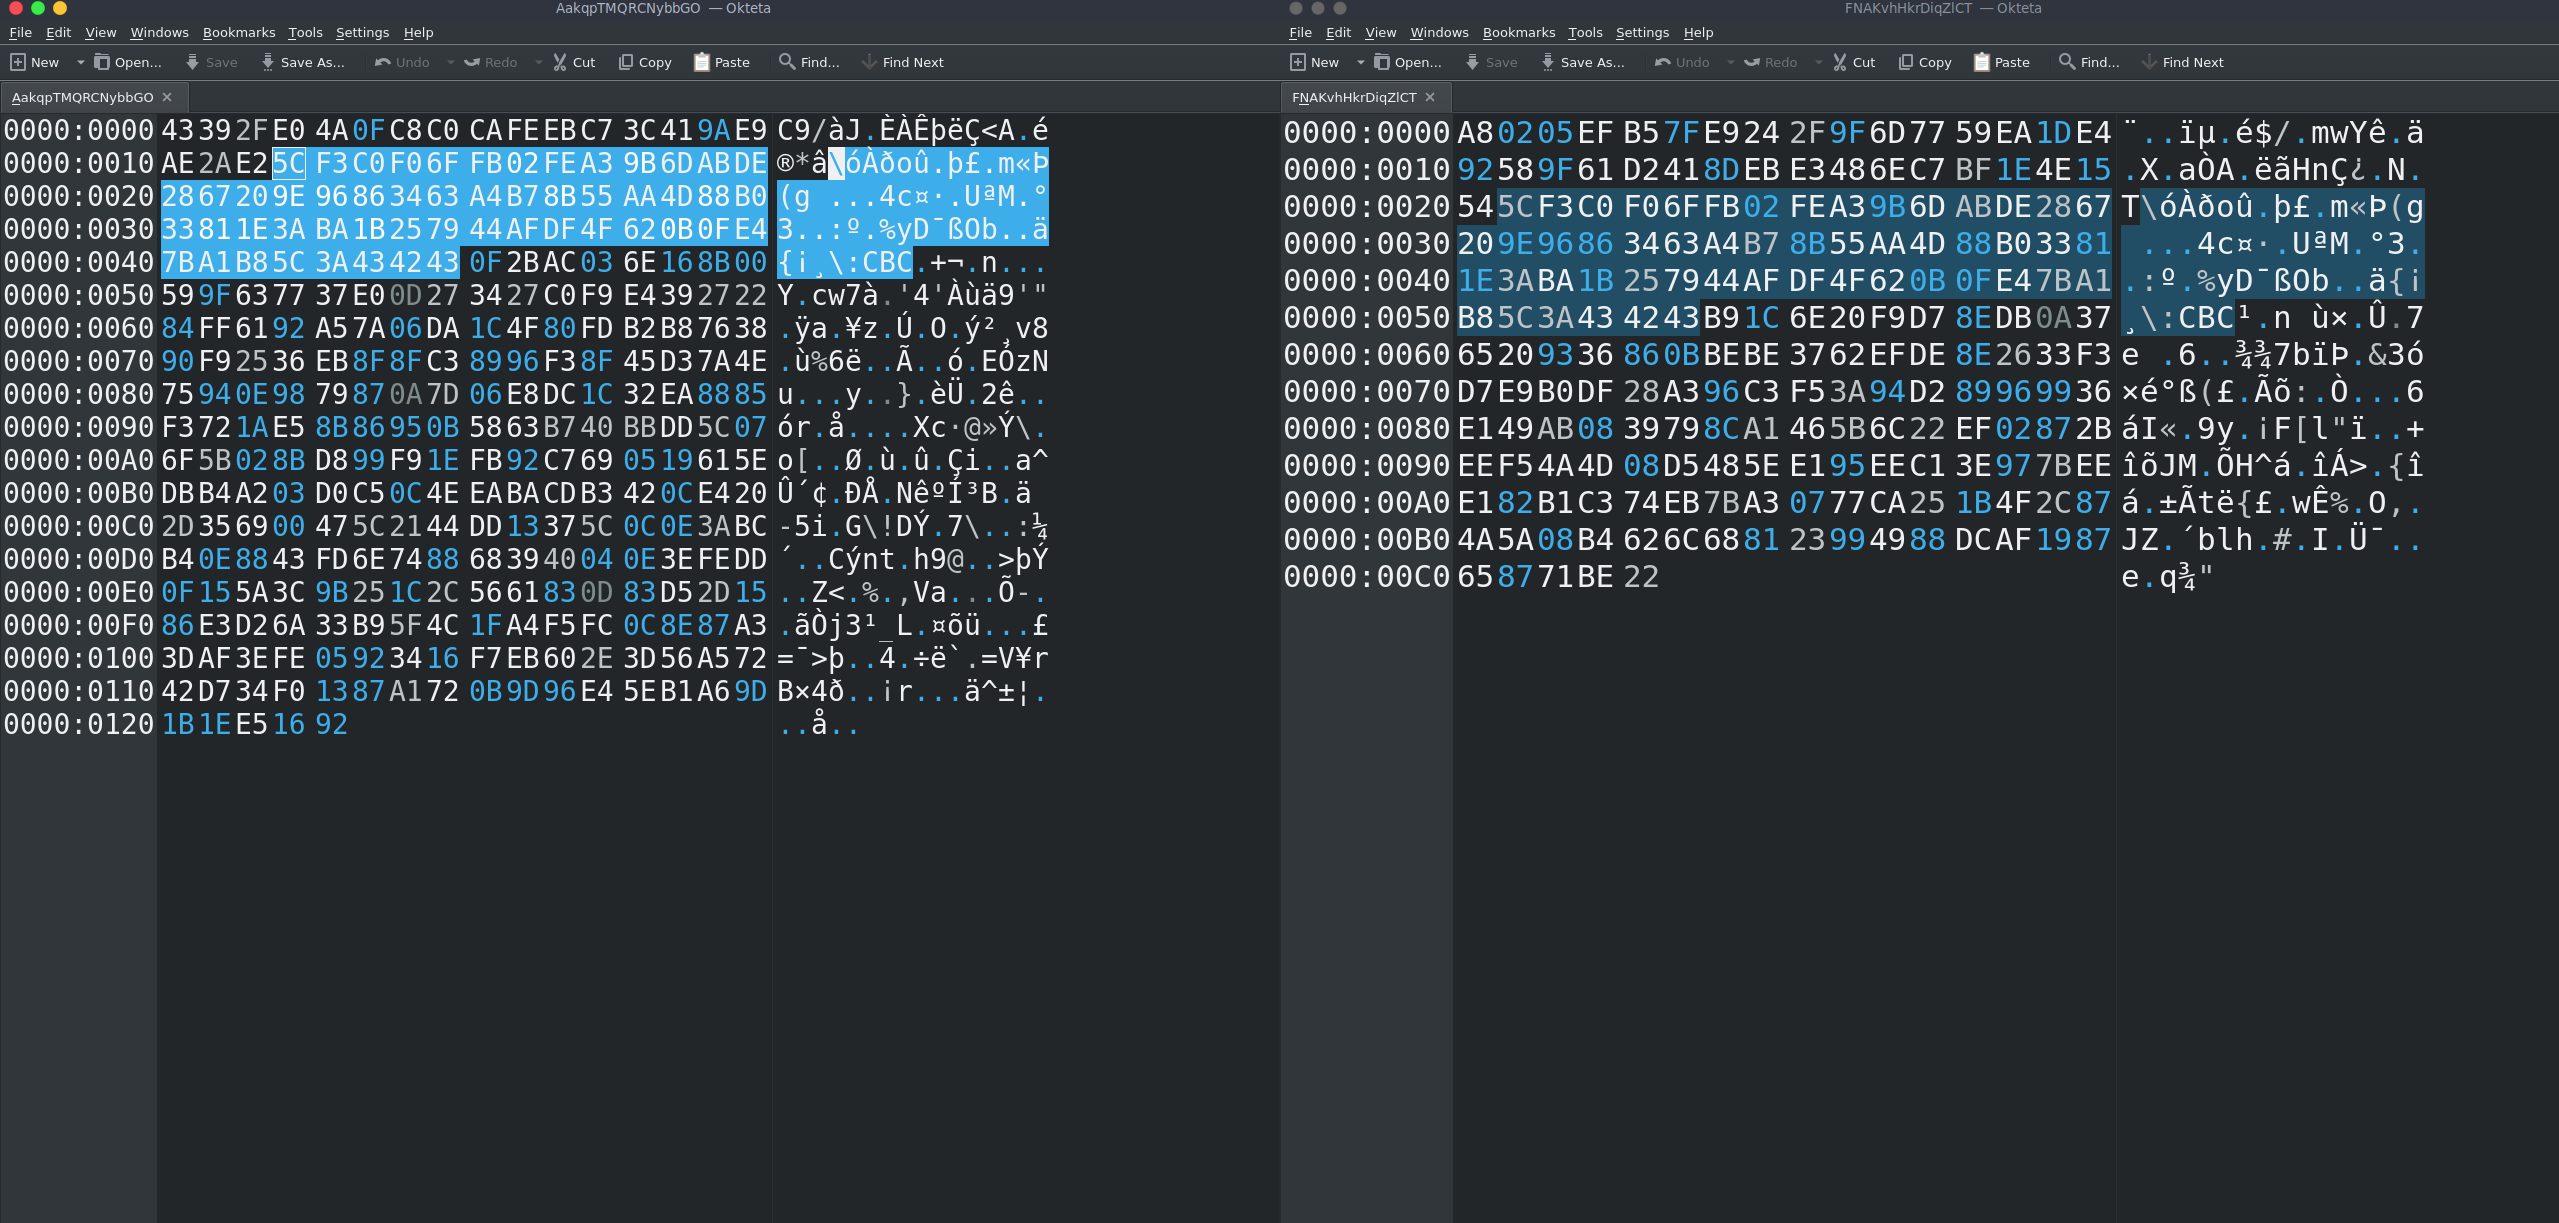 AakqpTMQRCNybbGO — Okteta
File Edit View Windows Bookmarks Tools Settings Help
New Open... Save Save As... Undo Redo Cut Copy Paste Find... Find Next
AakqpTMQRCNybbGO
0000:0000 43 39 2F E0 4A 0F C8 C0 CA FE EB C7 3C 41 9A E9 C9/àJ.ÈÀÊþëÇ<A.é
0000:0010 AE 2A E2 5C F3 C0 F0 6F FB 02 FE A3 9B 6D AB DE ®*â\óÀðoû.þ£.m«Þ
0000:0020 28 67 20 9E 96 86 34 63 A4 B7 8B 55 AA 4D 88 B0 (g ...4c¤·.UªM.°
0000:0030 33 81 1E 3A BA 1B 25 79 44 AF DF 4F 62 0B 0F E4 3..:º.%yD¯ßOb..ä
0000:0040 7B A1 B8 5C 3A 43 42 43 0F 2B AC 03 6E 16 8B 00 {¡¸\:CBC.+¬.n...
0000:0050 59 9F 63 77 37 E0 0D 27 34 27 C0 F9 E4 39 27 22 Y.cw7à.'4'Àùä9'"
0000:0060 84 FF 61 92 A5 7A 06 DA 1C 4F 80 FD B2 B8 76 38 .ÿa.¥z.Ú.O.ý²¸v8
0000:0070 90 F9 25 36 EB 8F 8F C3 89 96 F3 8F 45 D3 7A 4E .ù%6ë..Ã..ó.EÓzN
0000:0080 75 94 0E 98 79 87 0A 7D 06 E8 DC 1C 32 EA 88 85 u...y..}.èÜ.2ê..
0000:0090 F3 72 1A E5 8B 86 95 0B 58 63 B7 40 BB DD 5C 07 ór.å....Xc·@»Ý\.
0000:00A0 6F 5B 02 8B D8 99 F9 1E FB 92 C7 69 05 19 61 5E o[..Ø.ù.û.Çi..a^
0000:00B0 DB B4 A2 03 D0 C5 0C 4E EA BA CD B3 42 0C E4 20 Û´¢.ÐÅ.NêºÍ³B.ä
0000:00C0 2D 35 69 00 47 5C 21 44 DD 13 37 5C 0C 0E 3A BC -5i.G\!DÝ.7\..:¼
0000:00D0 B4 0E 88 43 FD 6E 74 88 68 39 40 04 0E 3E FE DD ´..Cýnt.h9@..>þÝ
0000:00E0 0F 15 5A 3C 9B 25 1C 2C 56 61 83 0D 83 D5 2D 15 ..Z<.%.,Va...Õ-.
0000:00F0 86 E3 D2 6A 33 B9 5F 4C 1F A4 F5 FC 0C 8E 87 A3 .ãÒj3¹_L.¤õü...£
0000:0100 3D AF 3E FE 05 92 34 16 F7 EB 60 2E 3D 56 A5 72 =¯>þ..4.÷ë`.=V¥r
0000:0110 42 D7 34 F0 13 87 A1 72 0B 9D 96 E4 5E B1 A6 9D B×4ð..¡r...ä^±¦.
0000:0120 1B 1E E5 16 92 ..å..
FNAKvhHkrDiqZlCT — Okteta
File Edit View Windows Bookmarks Tools Settings Help
New Open... Save Save As... Undo Redo Cut Copy Paste Find... Find Next
FNAKvhHkrDiqZlCT
0000:0000 A8 02 05 EF B5 7F E9 24 2F 9F 6D 77 59 EA 1D E4 ¨..ïµ.é$/.mwYê.ä
0000:0010 92 58 9F 61 D2 41 8D EB E3 48 6E C7 BF 1E 4E 15 .X.aÒA.ëãHnÇ¿.N.
0000:0020 54 5C F3 C0 F0 6F FB 02 FE A3 9B 6D AB DE 28 67 T\óÀðoû.þ£.m«Þ(g
0000:0030 20 9E 96 86 34 63 A4 B7 8B 55 AA 4D 88 B0 33 81 ...4c¤·.UªM.°3.
0000:0040 1E 3A BA 1B 25 79 44 AF DF 4F 62 0B 0F E4 7B A1 .:º.%yD¯ßOb..ä{¡
0000:0050 B8 5C 3A 43 42 43 B9 1C 6E 20 F9 D7 8E DB 0A 37 ¸\:CBC¹.n ù×.Û.7
0000:0060 65 20 93 36 86 0B BE BE 37 62 EF DE 8E 26 33 F3 e .6..¾¾7bïÞ.&3ó
0000:0070 D7 E9 B0 DF 28 A3 96 C3 F5 3A 94 D2 89 96 99 36 ×é°ß(£.Ãõ:.Ò...6
0000:0080 E1 49 AB 08 39 79 8C A1 46 5B 6C 22 EF 02 87 2B áI«.9y.¡F[l"ï..+
0000:0090 EE F5 4A 4D 08 D5 48 5E E1 95 EE C1 3E 97 7B EE îõJM.ÕH^á.îÁ>.{î
0000:00A0 E1 82 B1 C3 74 EB 7B A3 07 77 CA 25 1B 4F 2C 87 á.±Ãtë{£.wÊ%.O,.
0000:00B0 4A 5A 08 B4 62 6C 68 81 23 99 49 88 DC AF 19 87 JZ.´blh.#.I.Ü¯..
0000:00C0 65 87 71 BE 22 e.q¾"